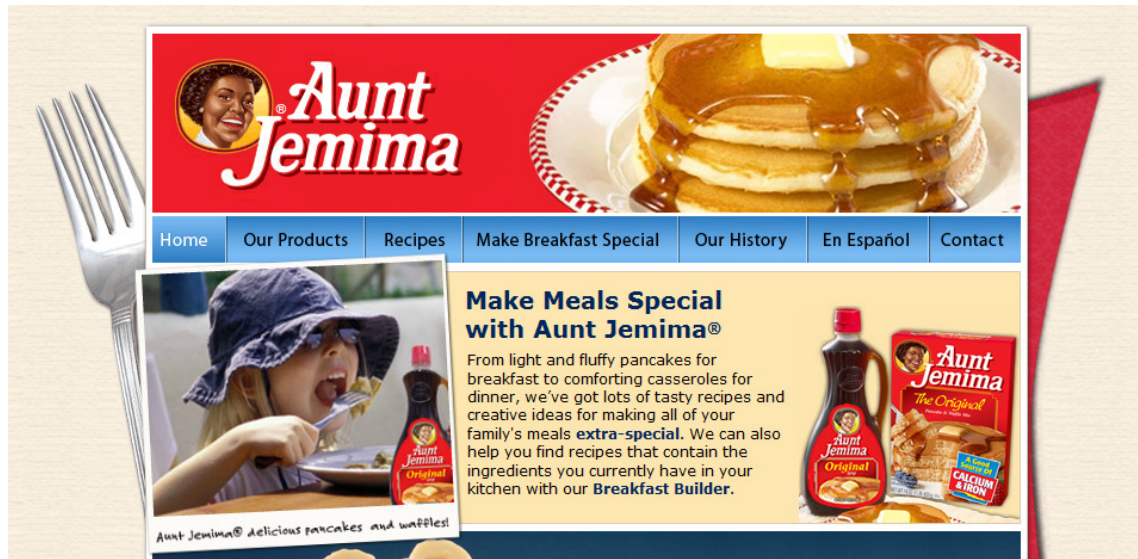 Aunt
Jemima
®
Home
Our Products
Recipes
Make Breakfast Special
Our History
En Español
Contact
Make Meals Special
with Aunt Jemima®
From light and fluffy pancakes for
breakfast to comforting casseroles for
dinner, we've got lots of tasty recipes and
creative ideas for making all of your
family's meals extra-special. We can also
help you find recipes that contain the
ingredients you currently have in your
kitchen with our Breakfast Builder.
Aunt
Jemima
Original
Aunt Jemima® delicious pancakes and waffles!
Aunt
Jemima
Original
Aunt
Jemima
The Original
Pancake & Waffle Mix
A Good
Source Of
CALCIUM
& IRON